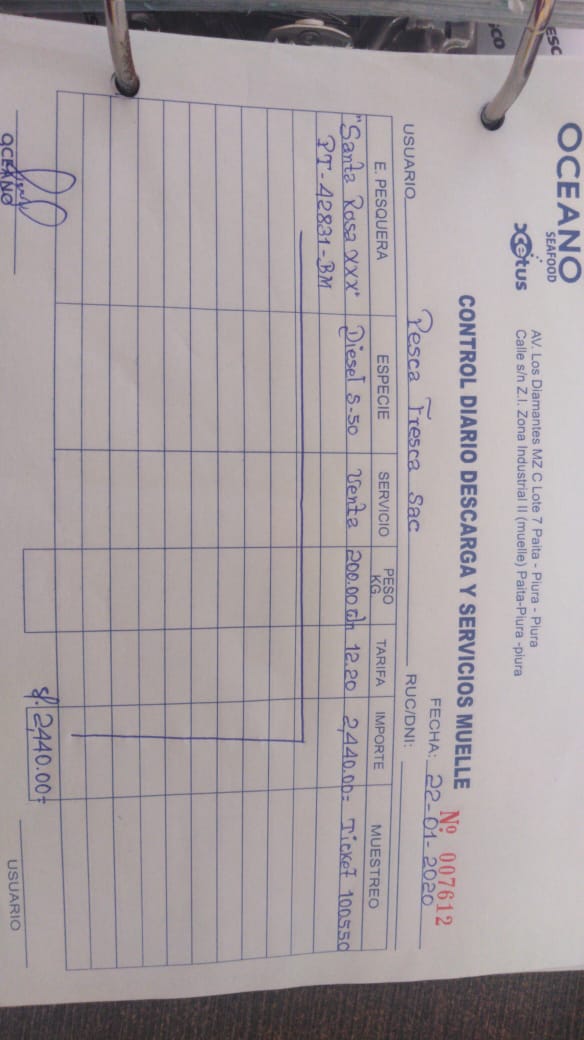 OCEANO
SEAFOOD
xetus
AV. Los Diamantes MZ C Lote 7 Paita - Piura - Piura
Calle s/n Z.I. Zona Industrial II (muelle) Paita-Piura -piura
CONTROL DIARIO DESCARGA Y SERVICIOS MUELLE
Nº 007612
FECHA: 22-01-2020
USUARIO Pesca Fresca Sac RUC/DNI:
E. PESQUERA ESPECIE SERVICIO PESO KG. TARIFA IMPORTE MUESTREO
"Santa Rosa XXX" Diesel S-50 Venta 200.00 gln 12.20 2,440.00= Ticket 100550
PT-42831-BM
S/. 2,440.00=
OCEANO
USUARIO